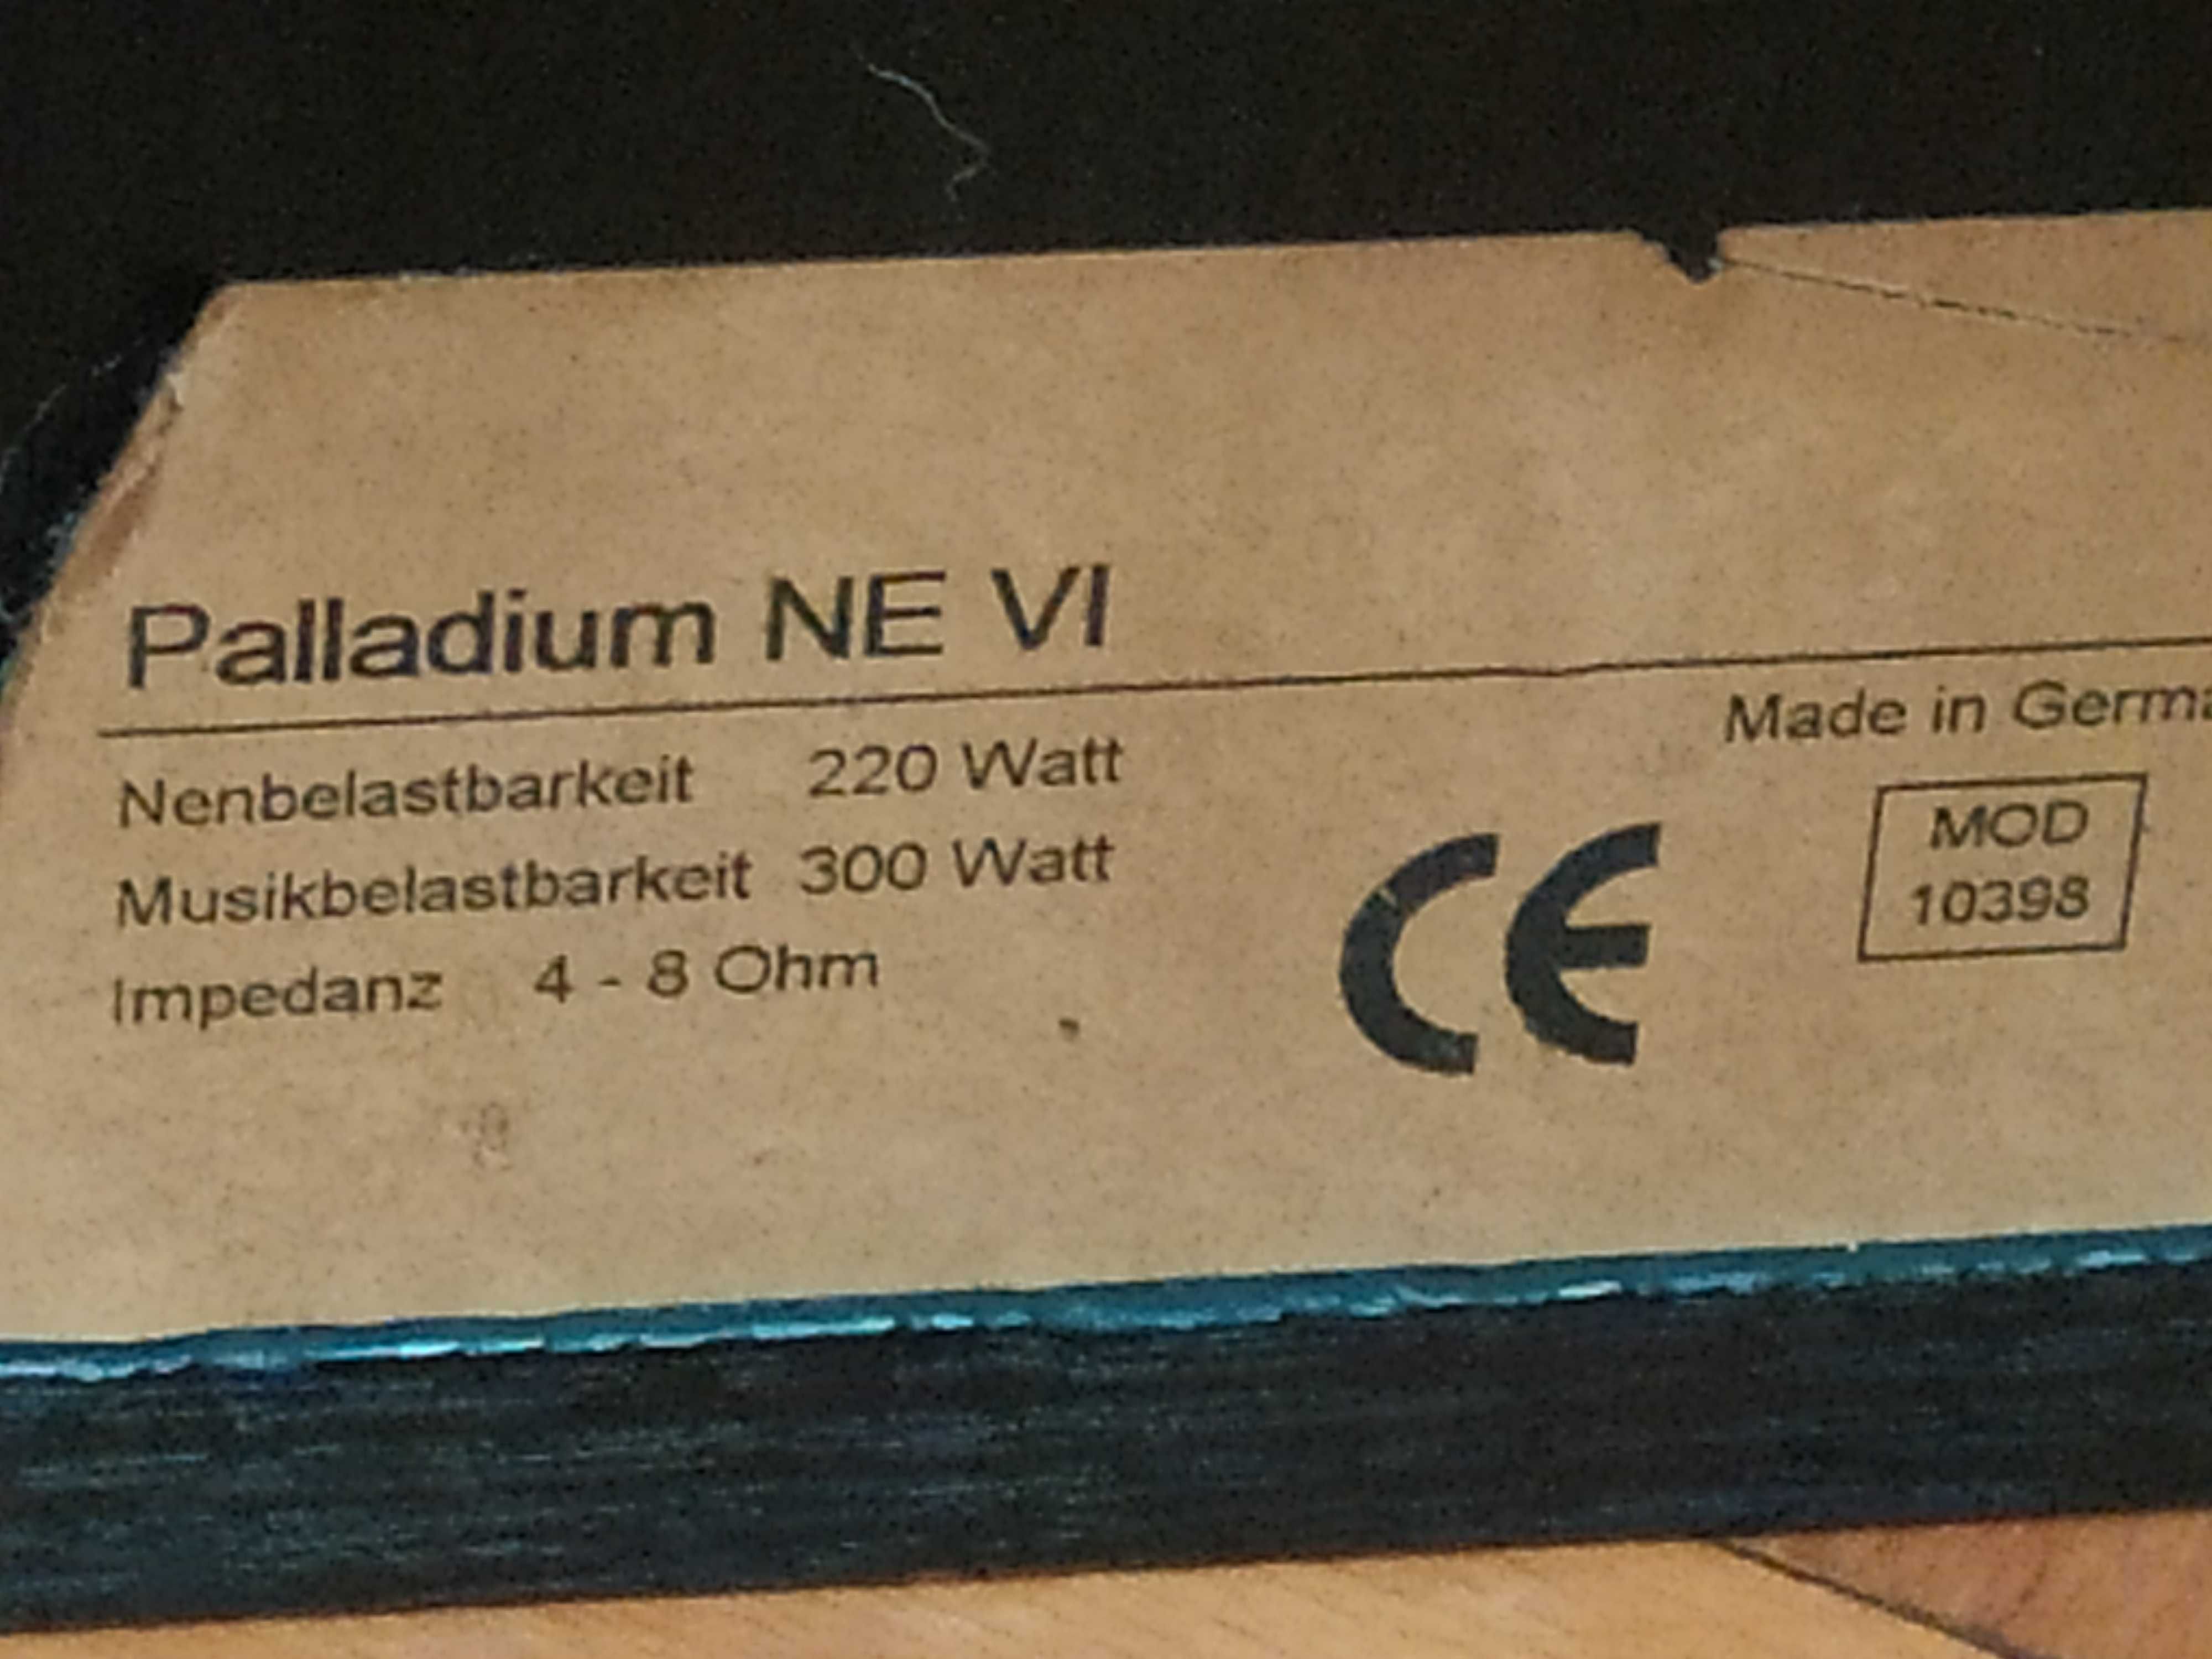 Palladium NE VI
Nenbelastbarkeit 220 Watt
Musikbelastbarkeit 300 Watt
Impedanz 4 - 8 Ohm
CE
Made in Germa
MOD
10398